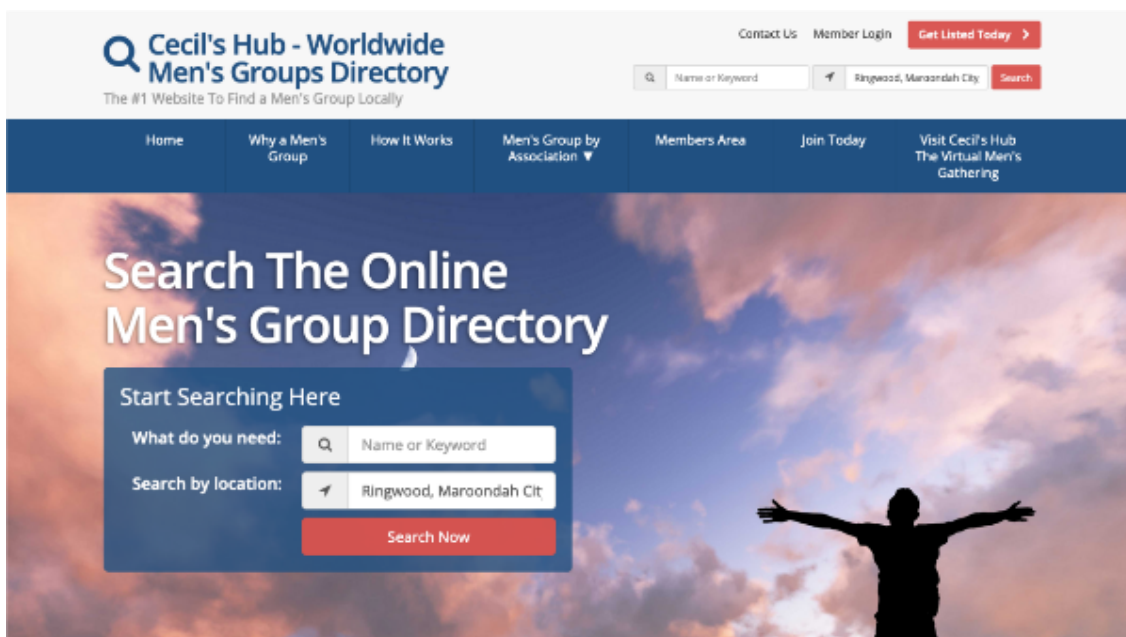 Cecil's Hub - Worldwide
Men's Groups Directory
The #1 Website To Find a Men's Group Locally
Contact Us Member Login Get Listed Today
Name or Keyword Ringwood, Maroondah City, Search
Home
Why a Men's
Group
How It Works
Men's Group by
Association ▼
Members Area
Join Today
Visit Cecil's Hub
The Virtual Men's
Gathering
Search The Online
Men's Group Directory
Start Searching Here
What do you need: Name or Keyword
Search by location: Ringwood, Maroondah Cit
Search Now